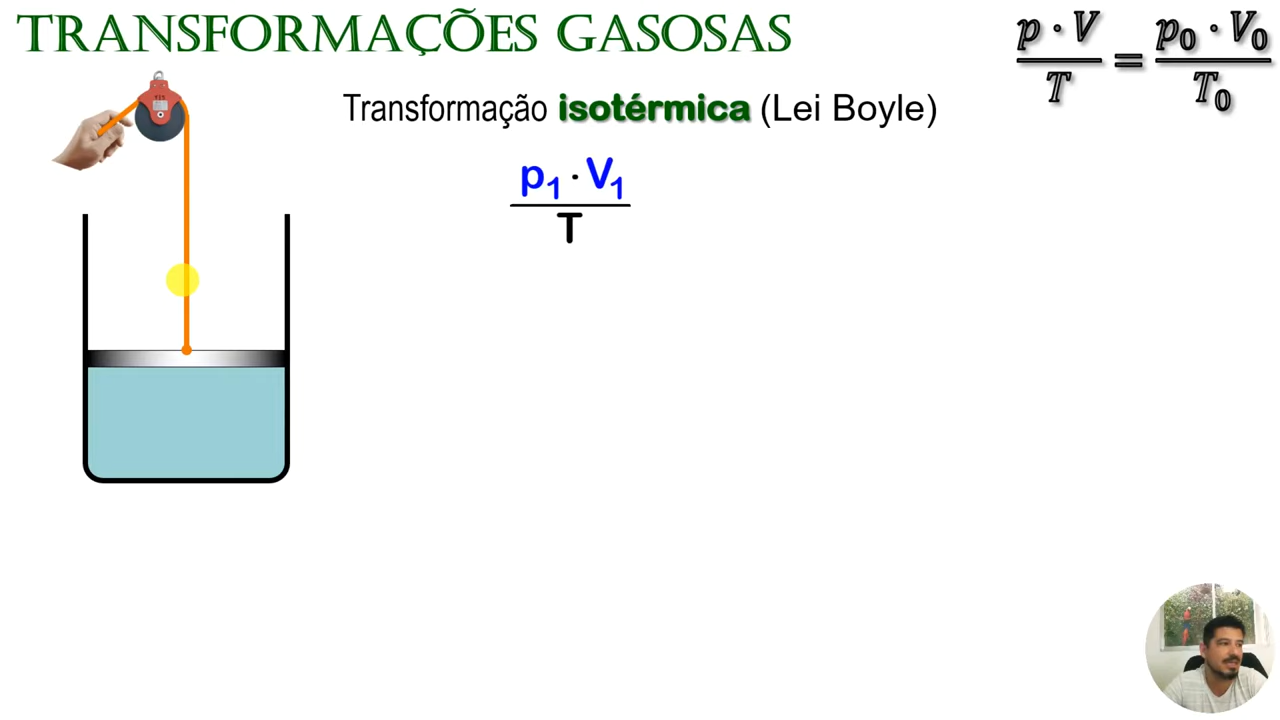 TRANSFORMAÇÕES GASOSAS
p · V / T = p₀ · V₀ / T₀
Transformação isotérmica (Lei Boyle)
p₁ · V₁
T